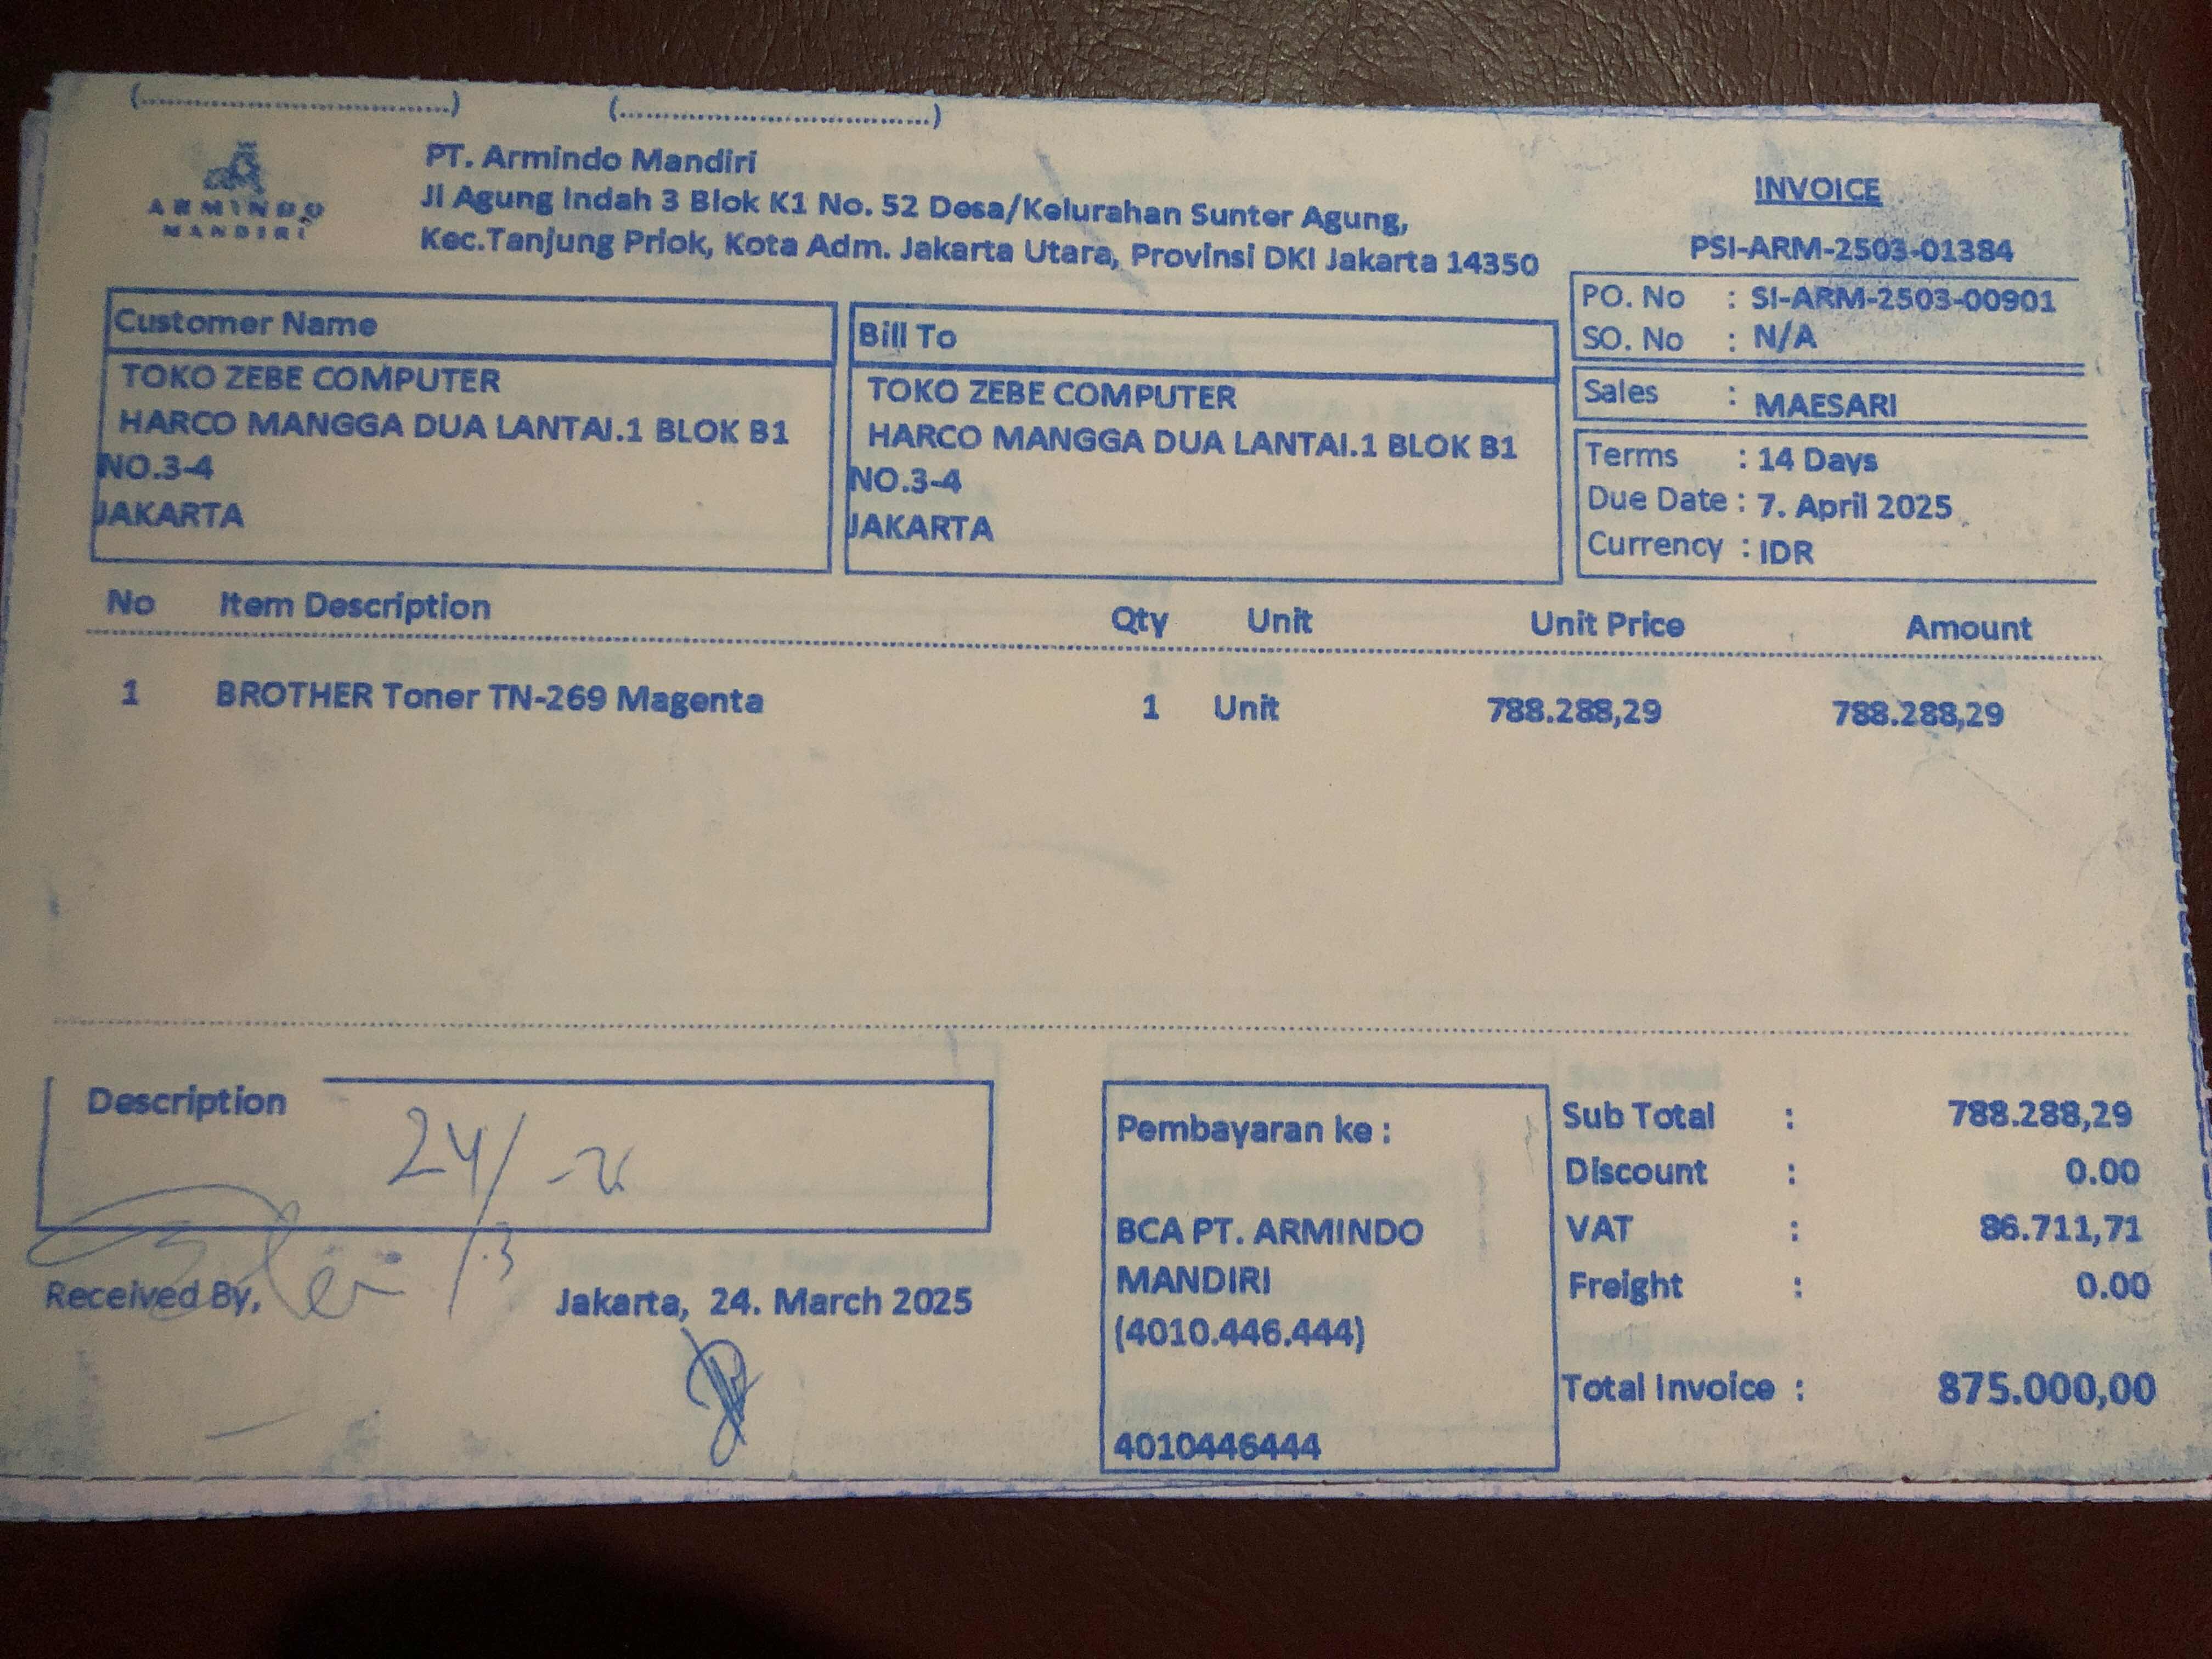 (................................) (................................)
ARMINDO
MANDIRI
PT. Armindo Mandiri
Jl Agung Indah 3 Blok K1 No. 52 Desa/Kelurahan Sunter Agung,
Kec.Tanjung Priok, Kota Adm. Jakarta Utara, Provinsi DKI Jakarta 14350
INVOICE
PSI-ARM-2503-01384
PO. No : SI-ARM-2503-00901
SO. No : N/A
Sales : MAESARI
Terms : 14 Days
Due Date : 7. April 2025
Currency : IDR
Customer Name
TOKO ZEBE COMPUTER
HARCO MANGGA DUA LANTAI.1 BLOK B1
NO.3-4
JAKARTA
Bill To
TOKO ZEBE COMPUTER
HARCO MANGGA DUA LANTAI.1 BLOK B1
NO.3-4
JAKARTA
No Item Description Qty Unit Unit Price Amount
1 BROTHER Toner TN-269 Magenta 1 Unit 788.288,29 788.288,29
Description
24/
Received By,
Jakarta, 24. March 2025
Pembayaran ke :
BCA PT. ARMINDO
MANDIRI
(4010.446.444)
4010446444
Sub Total : 788.288,29
Discount : 0.00
VAT : 86.711,71
Freight : 0.00
Total Invoice : 875.000,00